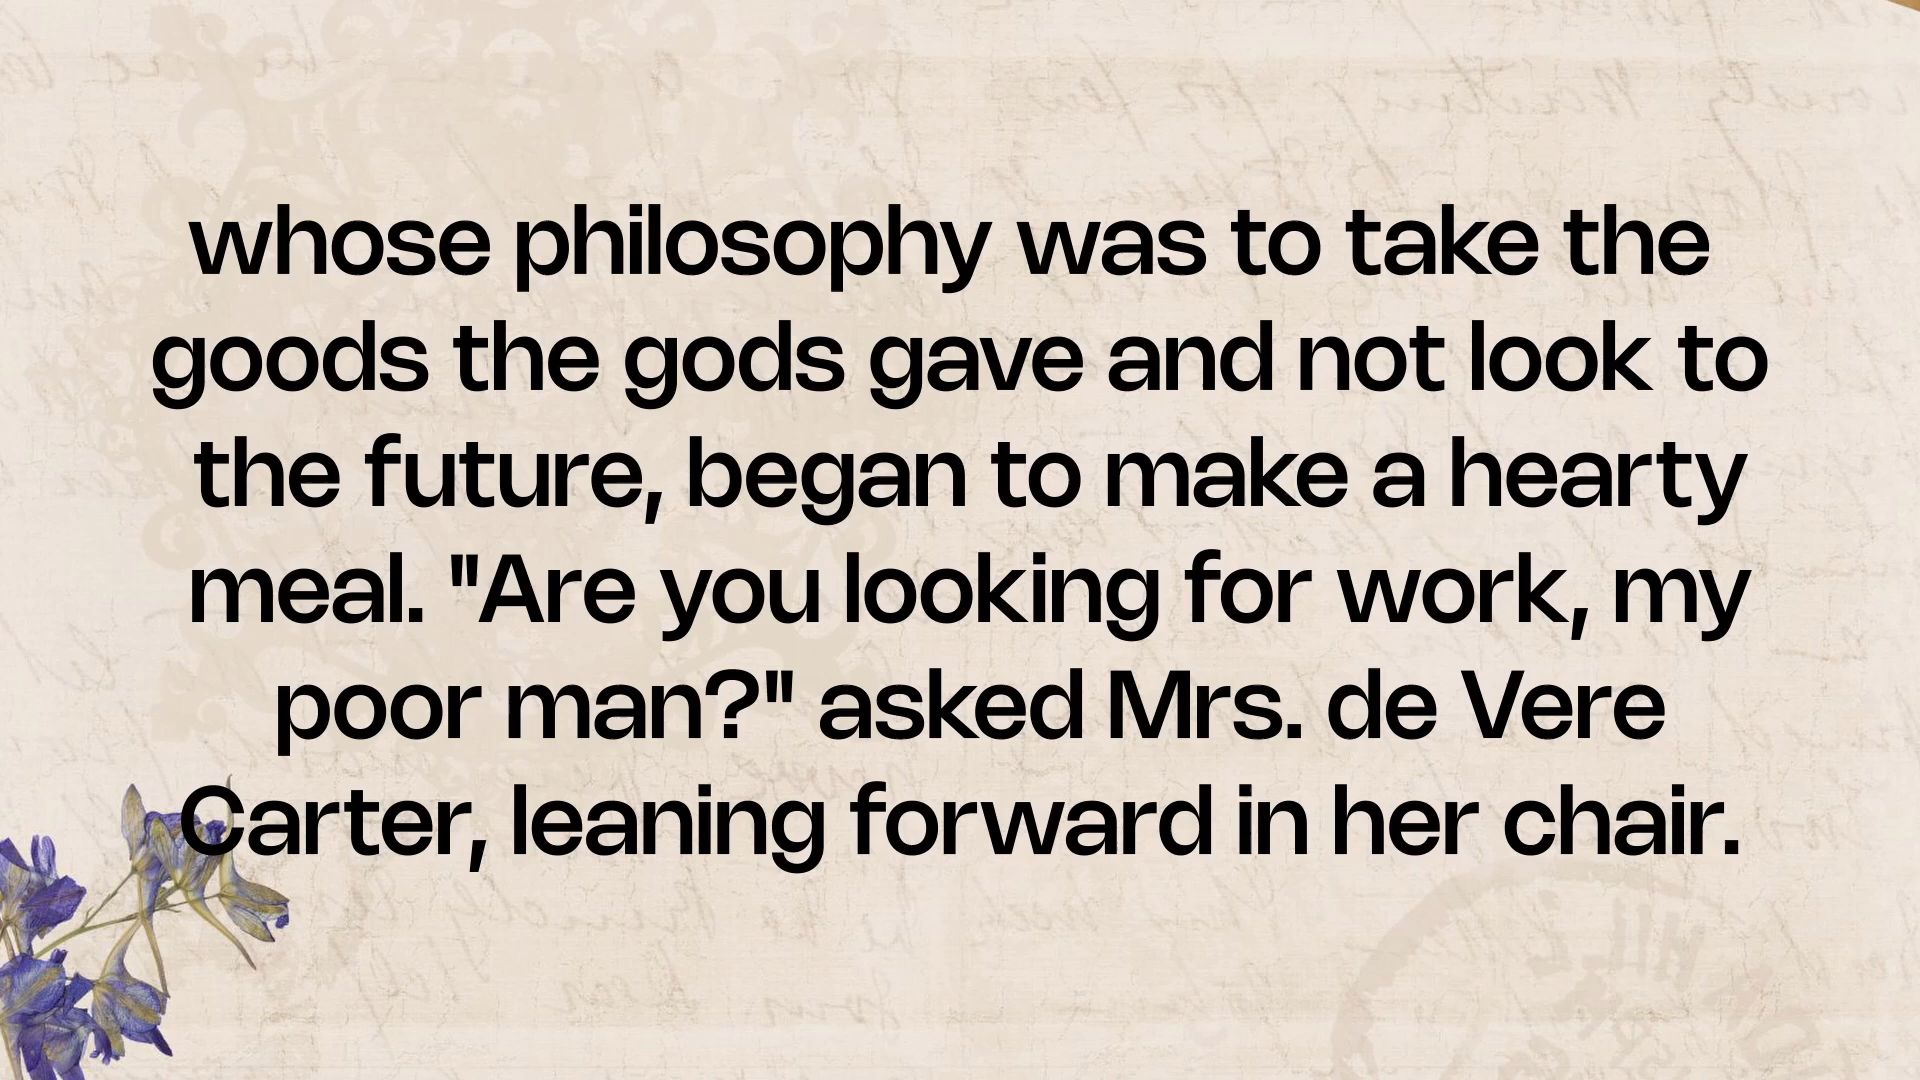 whose philosophy was to take the
goods the gods gave and not look to
the future, began to make a hearty
meal. "Are you looking for work, my
poor man?" asked Mrs. de Vere
Carter, leaning forward in her chair.